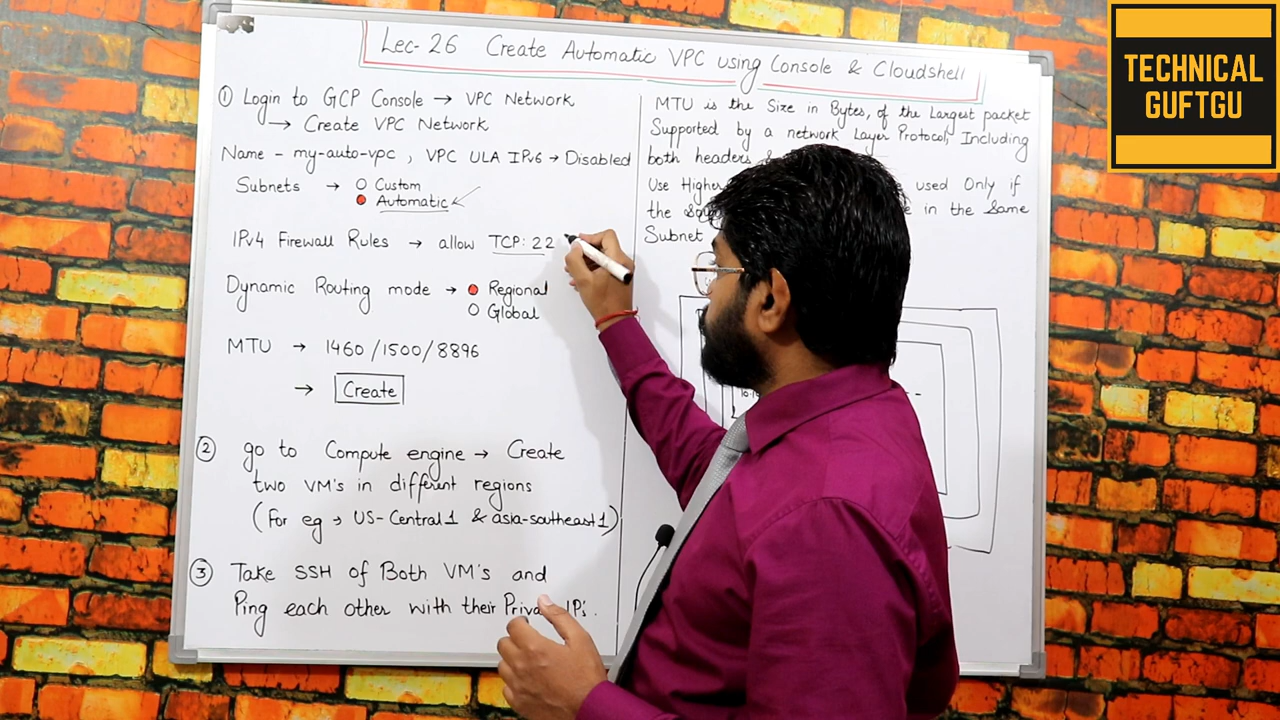 Lec-26 Create Automatic VPC using Console & Cloudshell
① Login to GCP Console → VPC Network
→ Create VPC Network
Name - my-auto-vpc , VPC ULA IPv6 → Disabled
Subnets → Custom
Automatic
IPv4 Firewall Rules → allow TCP: 22
Dynamic Routing mode → Regional
Global
MTU → 1460 / 1500 / 8896
→ Create
② go to Compute engine → Create
two VM's in different regions
(For eg → US-Central1 & asia-southeast1)
③ Take SSH of Both VM's and
Ping each other with their IP's.
MTU is the Size in Bytes, of the Largest packet
Supported by a network Layer Protocol, Including
both headers &
Use Higher used Only if
the in the Same
Subnet
TECHNICAL
GUFTGU